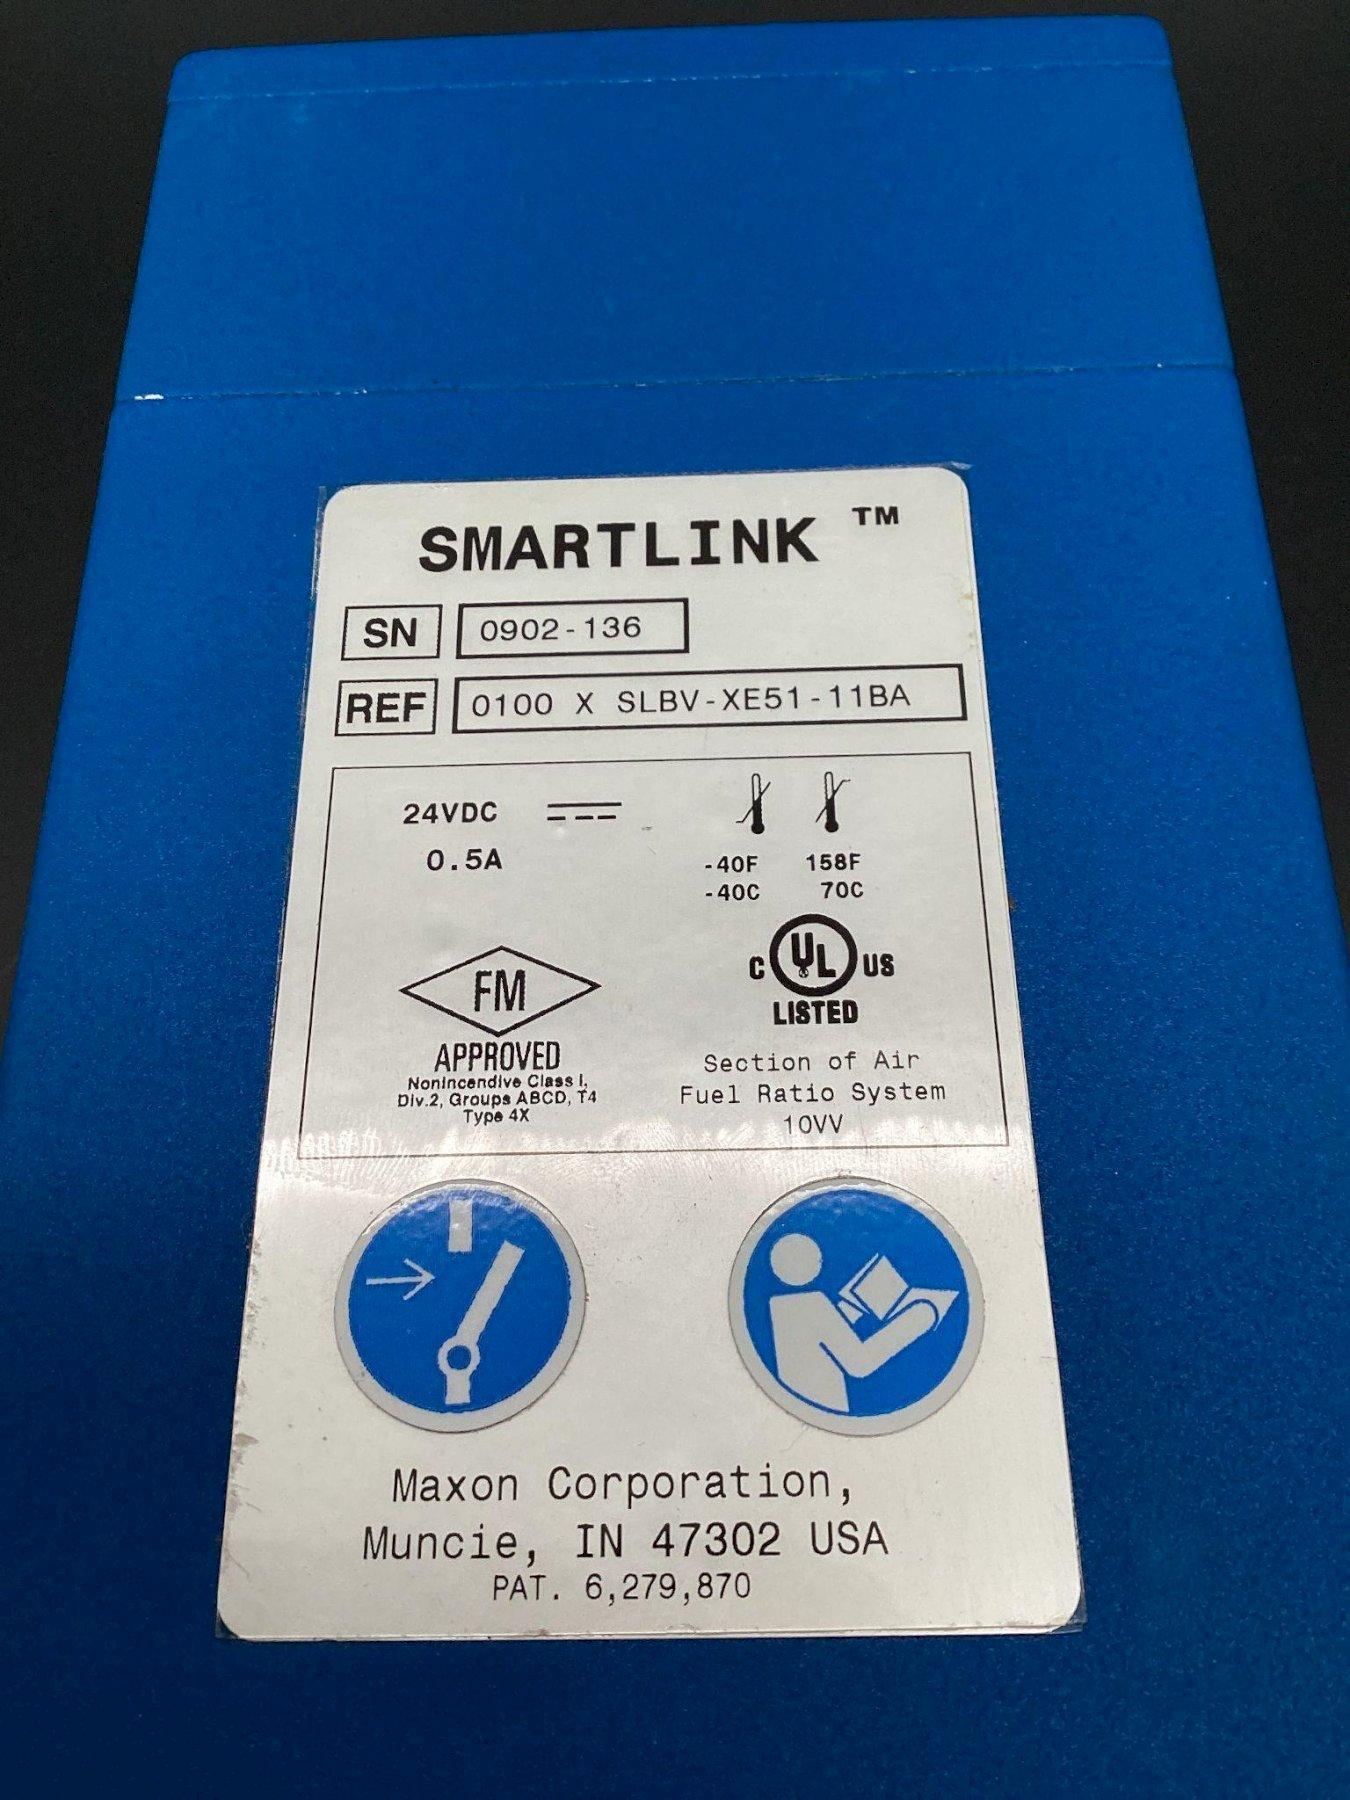 SMARTLINK ™
SN 0902-136
REF 0100 X SLBV-XE51-11BA
24VDC
0.5A
-40F 158F
-40C 70C
FM
APPROVED
Nonincendive Class I,
Div.2, Groups ABCD, T4
Type 4X
C UL US
LISTED
Section of Air
Fuel Ratio System
10VV
Maxon Corporation,
Muncie, IN 47302 USA
PAT. 6,279,870